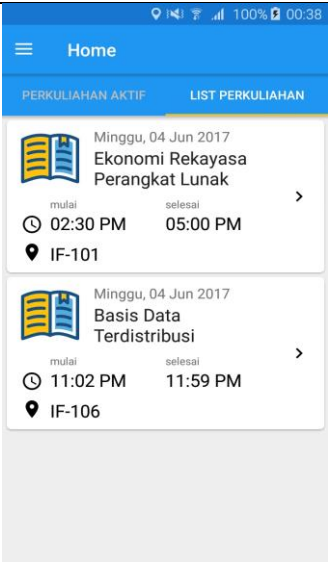 100% 00:38
Home
PERKULIAHAN AKTIF LIST PERKULIAHAN
Minggu, 04 Jun 2017
Ekonomi Rekayasa
Perangkat Lunak
mulai selesai
02:30 PM 05:00 PM
IF-101
Minggu, 04 Jun 2017
Basis Data
Terdistribusi
mulai selesai
11:02 PM 11:59 PM
IF-106